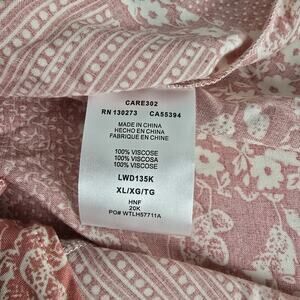 CARE302
RN 130273 CA55394
MADE IN CHINA
HECHO EN CHINA
FABRIQUE EN CHINE
100% VISCOSE
100% VISCOSA
100% VISCOSE
LWD135K
XL/XG/TG
HNF
20K
PO# WTLH57711A